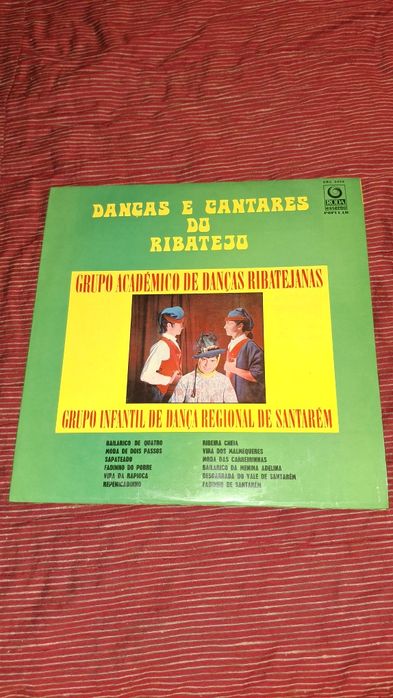 DANÇAS E CANTARES
DO
RIBATEJO
RODA
POPULAR
GRUPO ACADÉMICO DE DANÇAS RIBATEJANAS
GRUPO INFANTIL DE DANÇA REGIONAL DE SANTARÉM
BAILARICO DE QUATRO
MODA DE DOIS PASSOS
SAPATEADO
FADINHO DO POBRE
VIRA DA RAPIOCA
REPENICADINHO
RIBEIRA CHEIA
VIRA DOS MALMEQUERES
MODA DAS CARREIRINHAS
BAILARICO DA MENINA ADELINA
DESGARRADA DO VALE DE SANTARÉM
FADINHO DE SANTARÉM